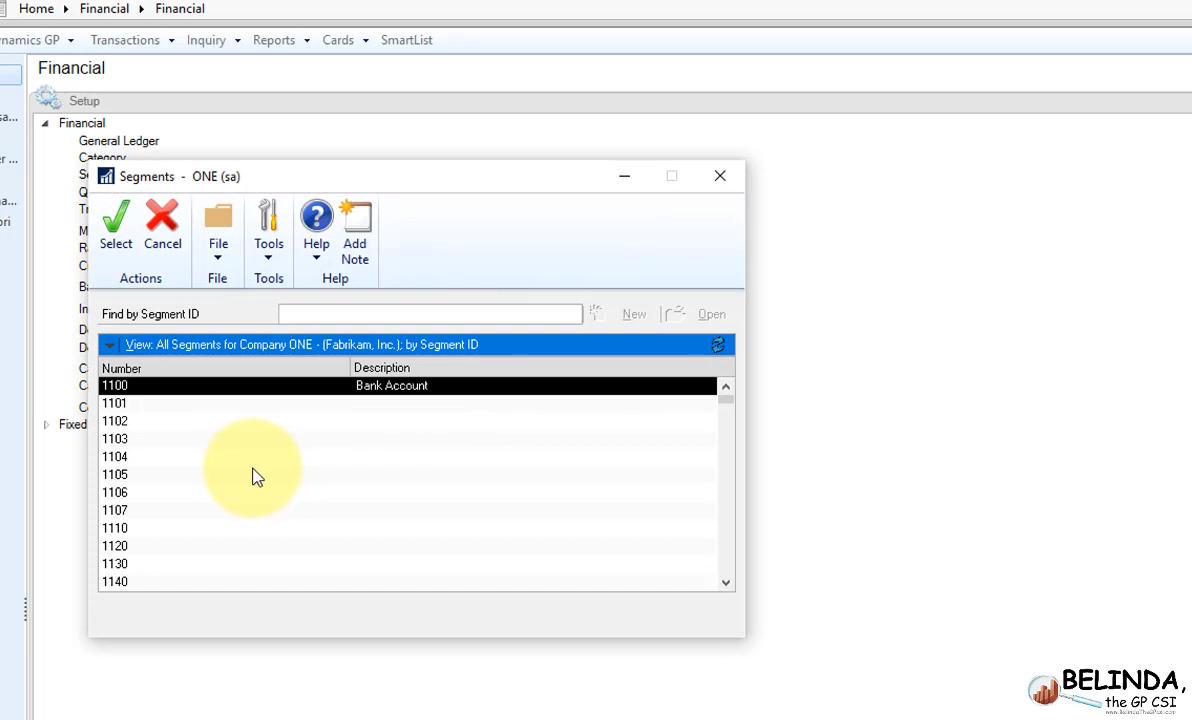 Home Financial Financial
Transactions Inquiry Reports Cards SmartList
Financial
Setup
Financial
General Ledger
Category
Segments - ONE (sa)
Select Cancel File Tools Help Add Note
Actions File Tools Help
Find by Segment ID New Open
View: All Segments for Company ONE - (Fabrikam, Inc.); by Segment ID
Number Description
1100 Bank Account
1101
1102
1103
1104
1105
1106
1107
1110
1120
1130
1140
Fixed
BELINDA,
the GP CSI
www.BelindaTheGPcsi.com